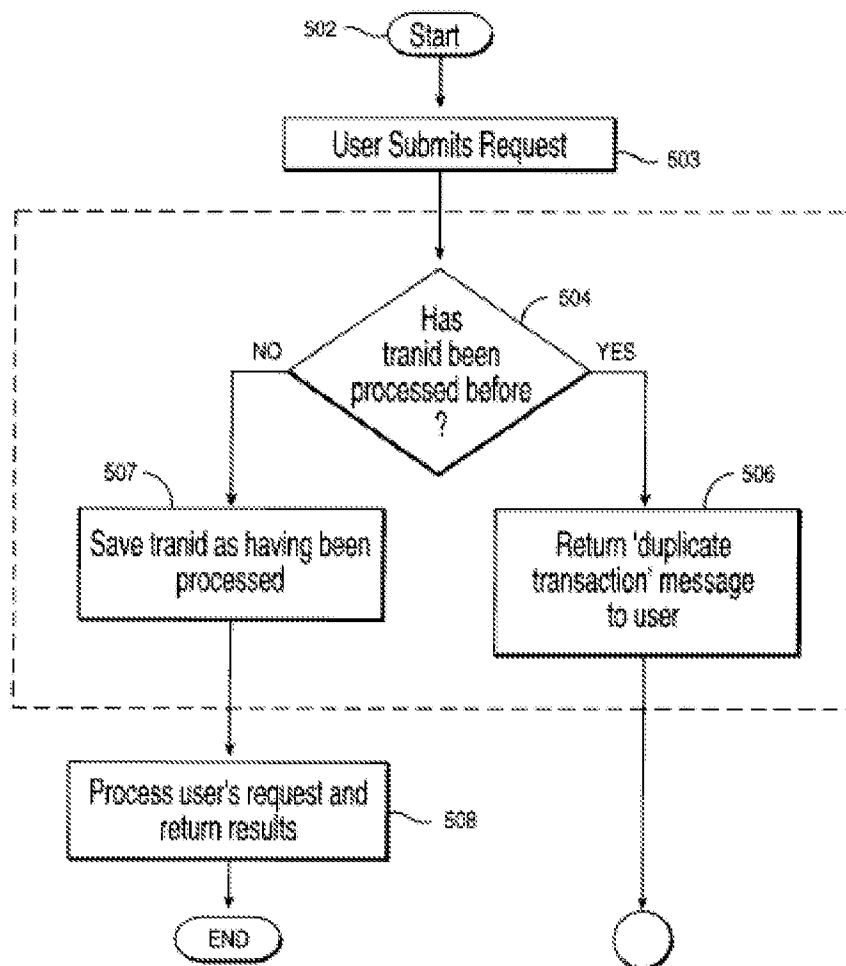 502
Start
User Submits Request
503
504
Has
tranid been
processed before
?
NO
YES
507
506
Save tranid as having been
processed
Return 'duplicate
transaction' message
to user
Process user's request and
return results
508
END